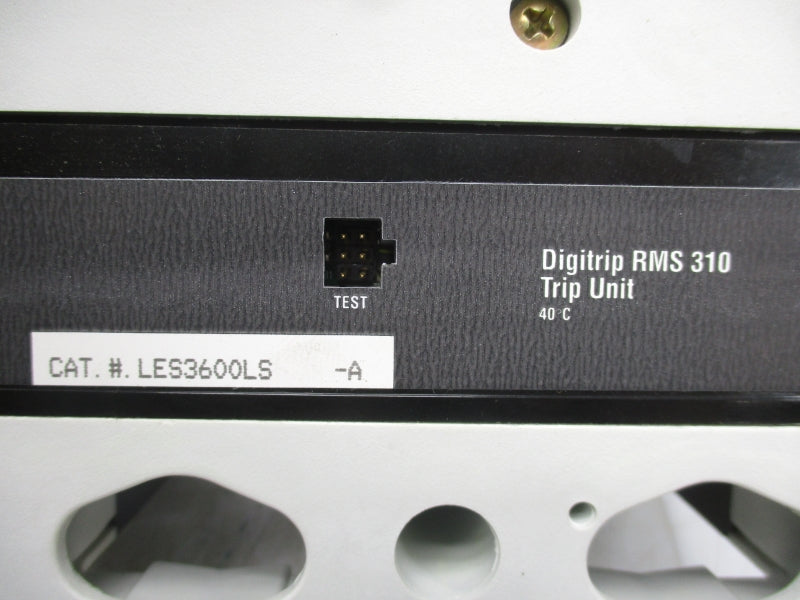 Digitrip RMS 310
Trip Unit
40°C
TEST
CAT. #. LES3600LS -A